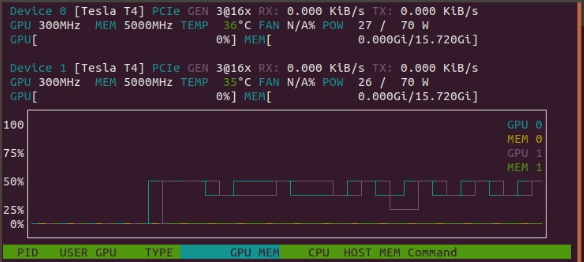 Device 0 [Tesla T4] PCIe GEN 3@16x RX: 0.000 KiB/s TX: 0.000 KiB/s
GPU 300MHz MEM 5000MHz TEMP 36°C FAN N/A% POW 27 / 70 W
GPU[ 0%] MEM[ 0.000Gi/15.720Gi]
Device 1 [Tesla T4] PCIe GEN 3@16x RX: 0.000 KiB/s TX: 0.000 KiB/s
GPU 300MHz MEM 5000MHz TEMP 35°C FAN N/A% POW 26 / 70 W
GPU[ 0%] MEM[ 0.000Gi/15.720Gi]
100 GPU 0
MEM 0
75% GPU 1
MEM 1
50%
25%
0%
PID USER GPU TYPE GPU MEM CPU HOST MEM Command